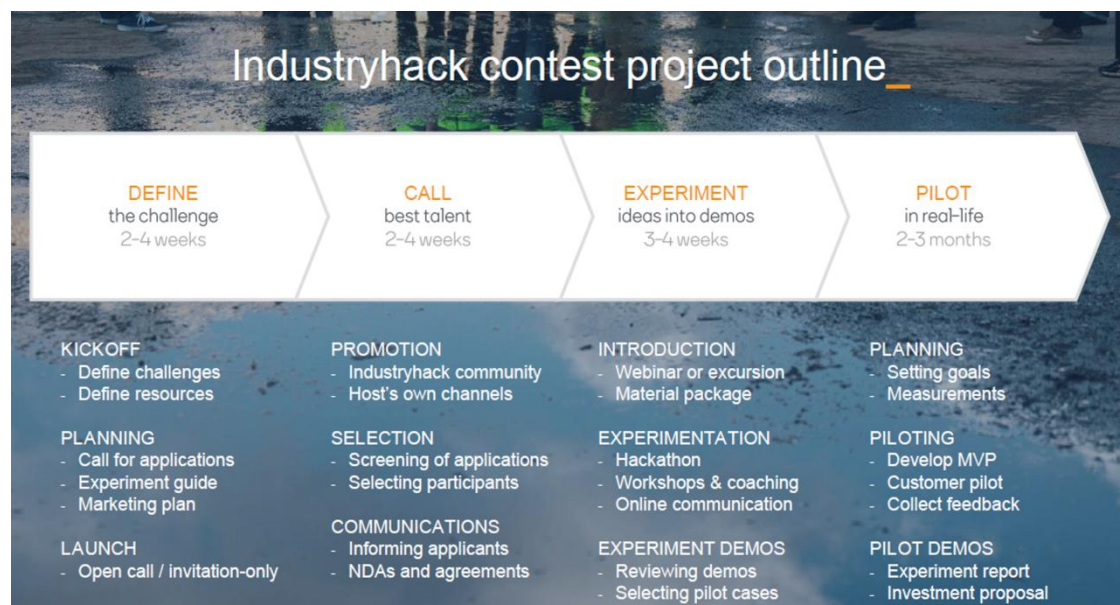 Industryhack contest project outline_
DEFINE
the challenge
2-4 weeks
CALL
best talent
2-4 weeks
EXPERIMENT
ideas into demos
3-4 weeks
PILOT
in real-life
2-3 months
KICKOFF
- Define challenges
- Define resources
PLANNING
- Call for applications
- Experiment guide
- Marketing plan
LAUNCH
- Open call / invitation-only
PROMOTION
- Industryhack community
- Host's own channels
SELECTION
- Screening of applications
- Selecting participants
COMMUNICATIONS
- Informing applicants
- NDAs and agreements
INTRODUCTION
- Webinar or excursion
- Material package
EXPERIMENTATION
- Hackathon
- Workshops & coaching
- Online communication
EXPERIMENT DEMOS
- Reviewing demos
- Selecting pilot cases
PLANNING
- Setting goals
- Measurements
PILOTING
- Develop MVP
- Customer pilot
- Collect feedback
PILOT DEMOS
- Experiment report
- Investment proposal